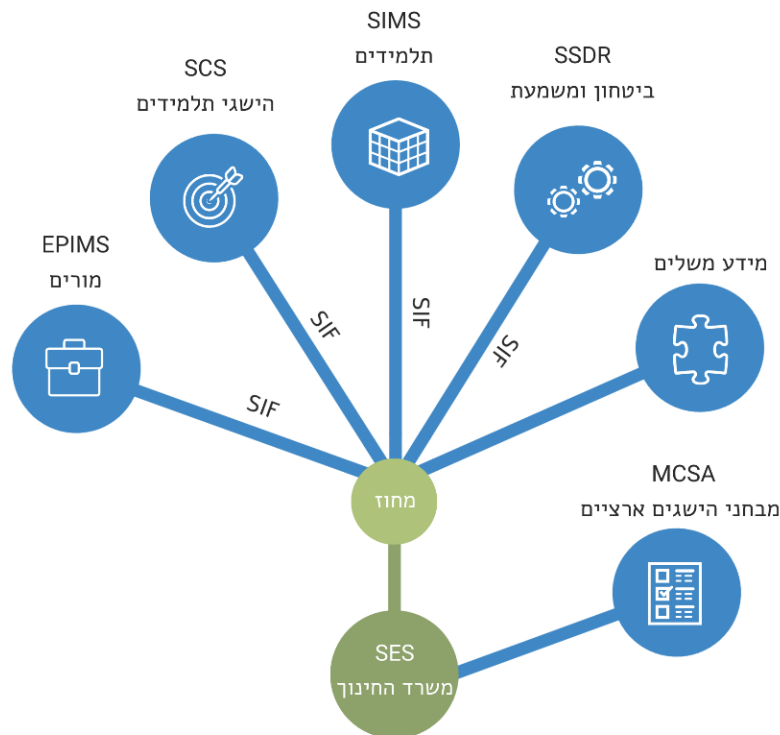 SIMS
תלמידים
SCS
הישגי תלמידים
SSDR
ביטחון ומשמעת
EPIMS
מורים
מידע משלים
SIF
SIF
SIF
SIF
מחוז
MCSA
מבחני הישגים ארציים
SES
משרד החינוך